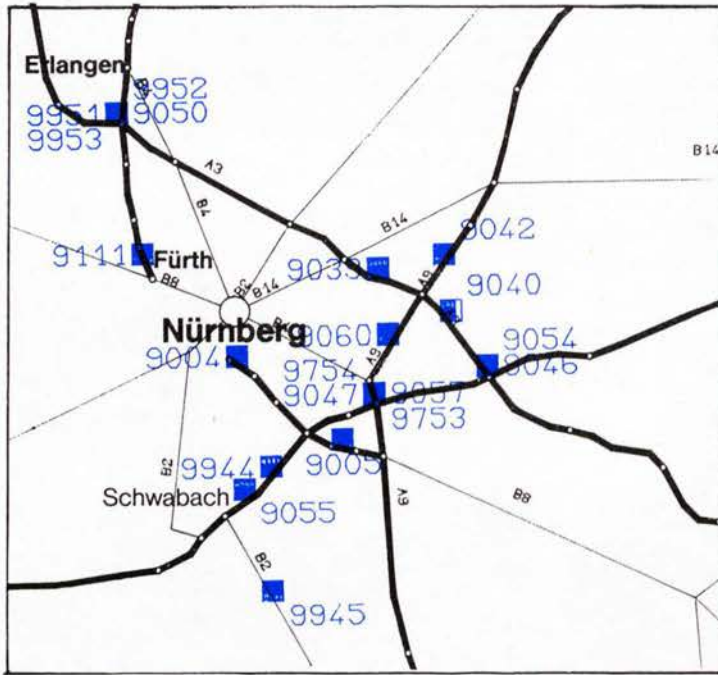 Erlangen
9952
9951 9050
9953
A3
B14
B4
B14
9042
9111 Fürth
9033
B8
B2
B14
A9
9040
Nürnberg
9060
9054
9004
9754
A9
9046
9047 9057
9753
B2
9944
9005
Schwabach
9055
B8
A9
B2
9945